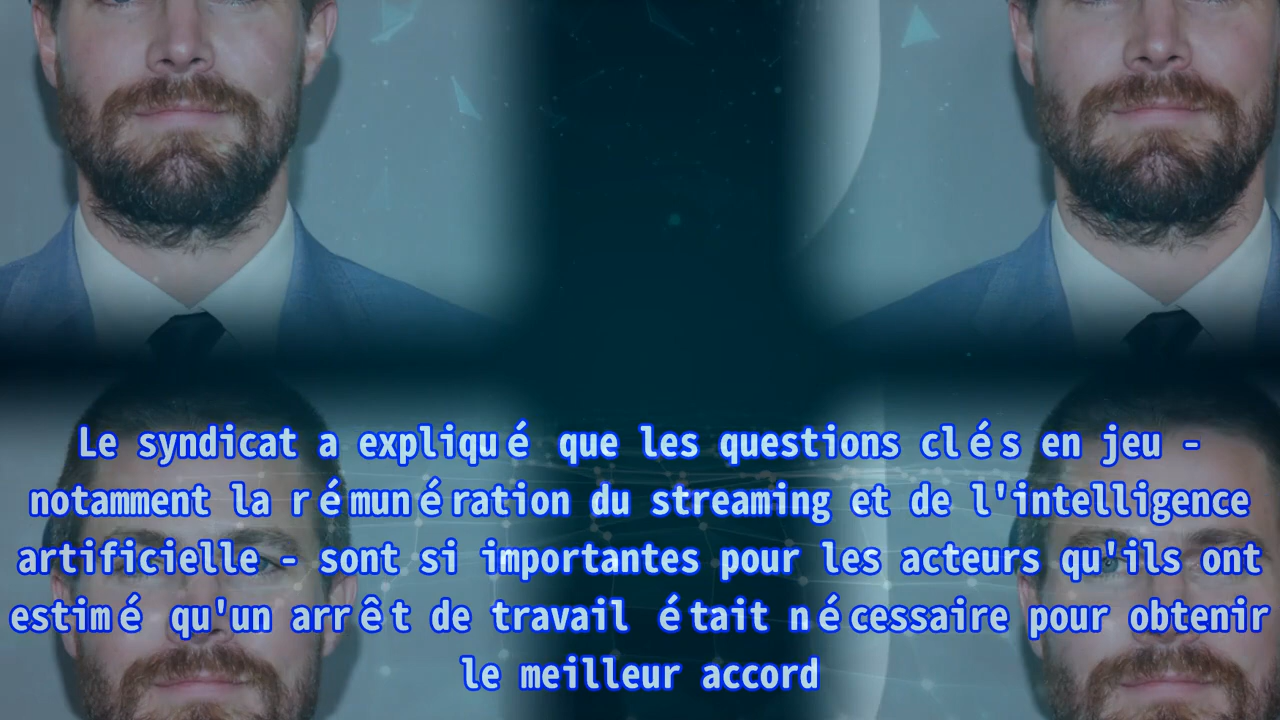 Le syndicat a expliqué que les questions clés en jeu -
notamment la rémunération du streaming et de l'intelligence
artificielle - sont si importantes pour les acteurs qu'ils ont
estimé qu'un arrêt de travail était nécessaire pour obtenir
le meilleur accord